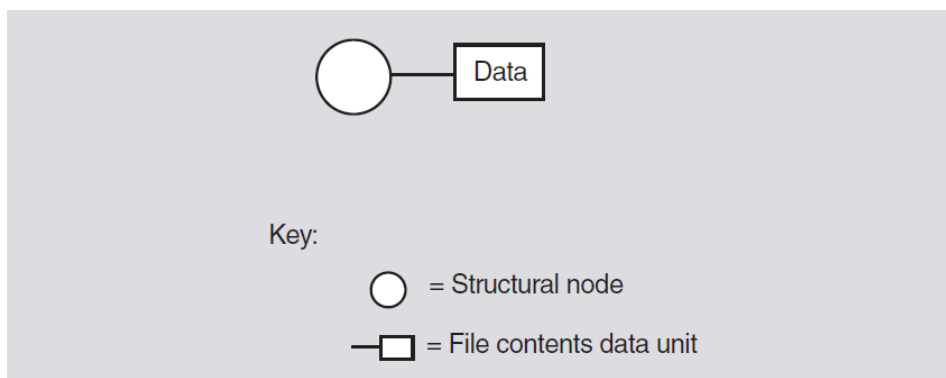 Data
Key:
= Structural node
= File contents data unit